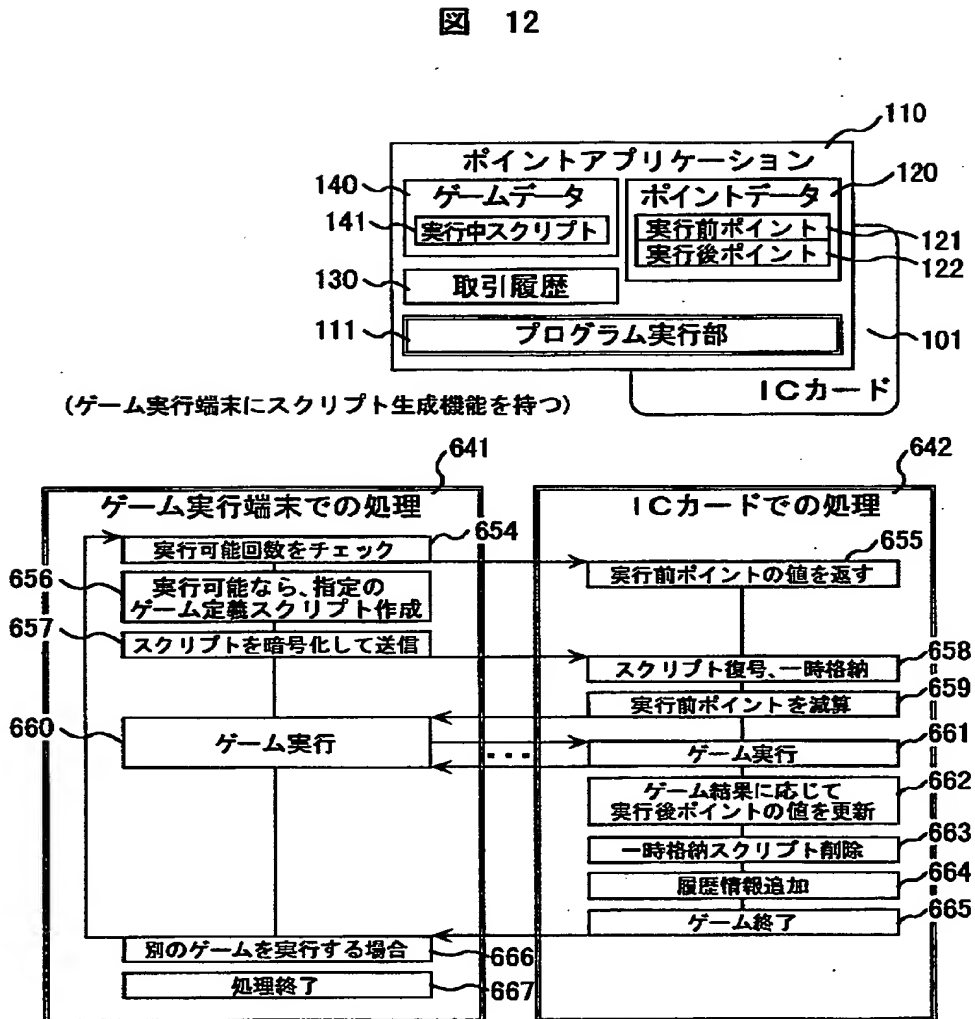 図 12
110
ポイントアプリケーション
140
ゲームデータ
141
実行中スクリプト
120
ポイントデータ
実行前ポイント
121
実行後ポイント
122
130
取引履歴
111
プログラム実行部
101
ICカード
(ゲーム実行端末にスクリプト生成機能を持つ)
641
ゲーム実行端末での処理
654
実行可能回数をチェック
656
実行可能なら、指定の
ゲーム定義スクリプト作成
657
スクリプトを暗号化して送信
660
ゲーム実行
別のゲームを実行する場合
666
処理終了
667
642
ICカードでの処理
655
実行前ポイントの値を返す
658
スクリプト復号、一時格納
659
実行前ポイントを減算
661
ゲーム実行
...
662
ゲーム結果に応じて
実行後ポイントの値を更新
663
一時格納スクリプト削除
664
履歴情報追加
665
ゲーム終了